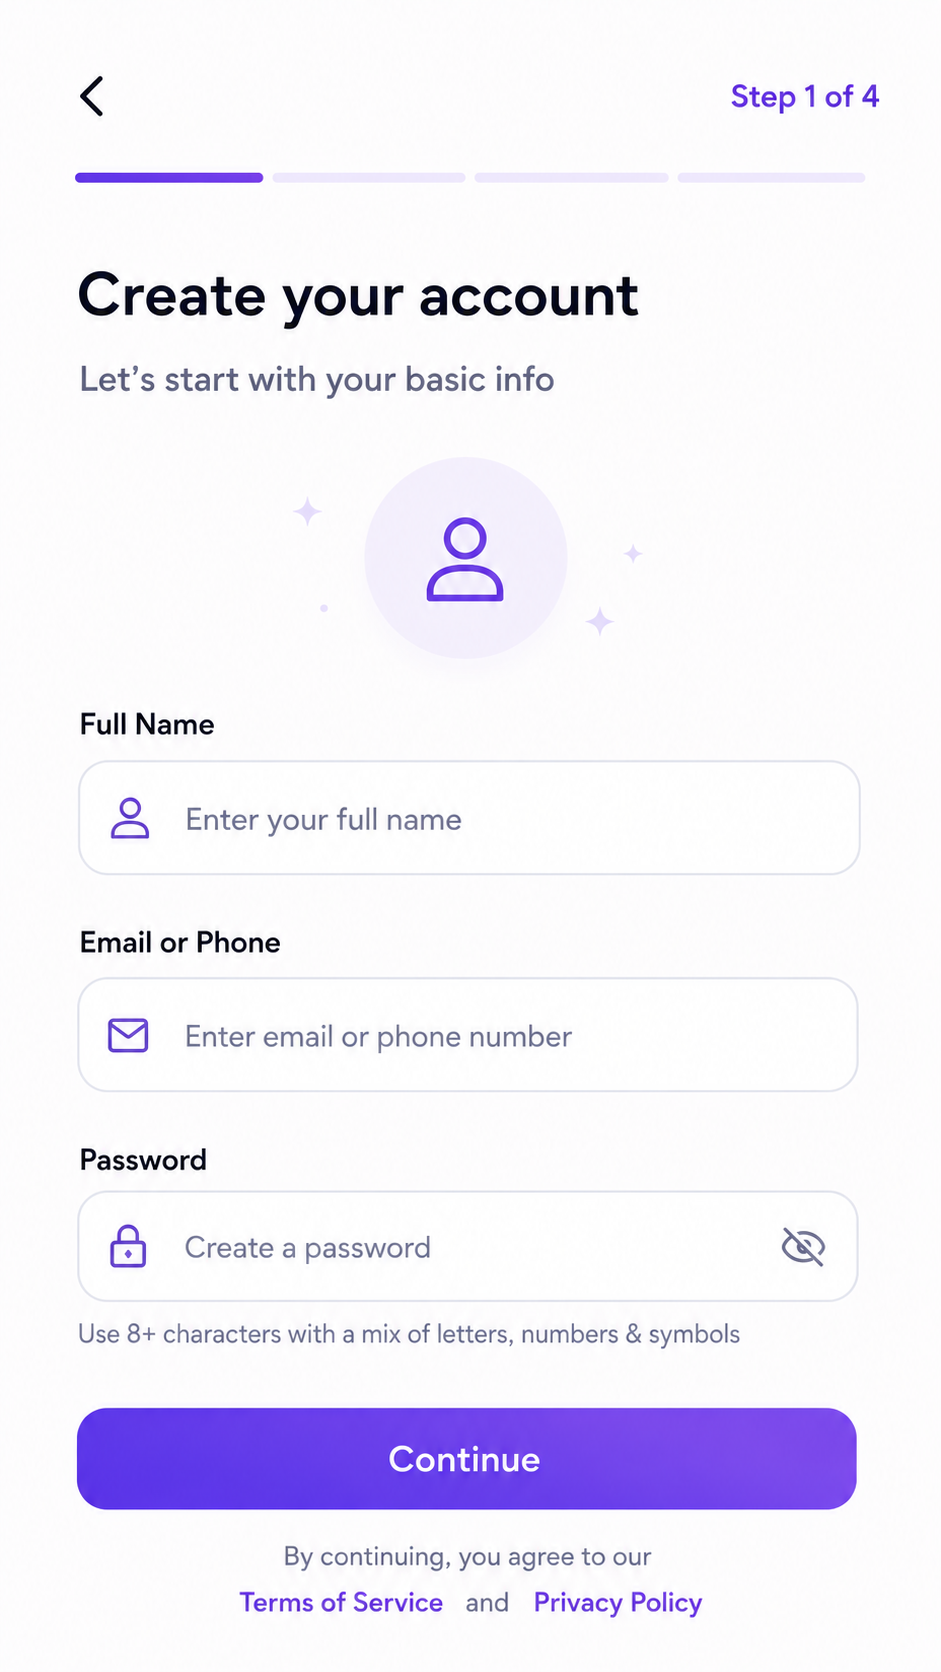 Step 1 of 4
Create your account
Let’s start with your basic info
Full Name
Enter your full name
Email or Phone
Enter email or phone number
Password
Create a password
Use 8+ characters with a mix of letters, numbers & symbols
Continue
By continuing, you agree to our
Terms of Service and Privacy Policy